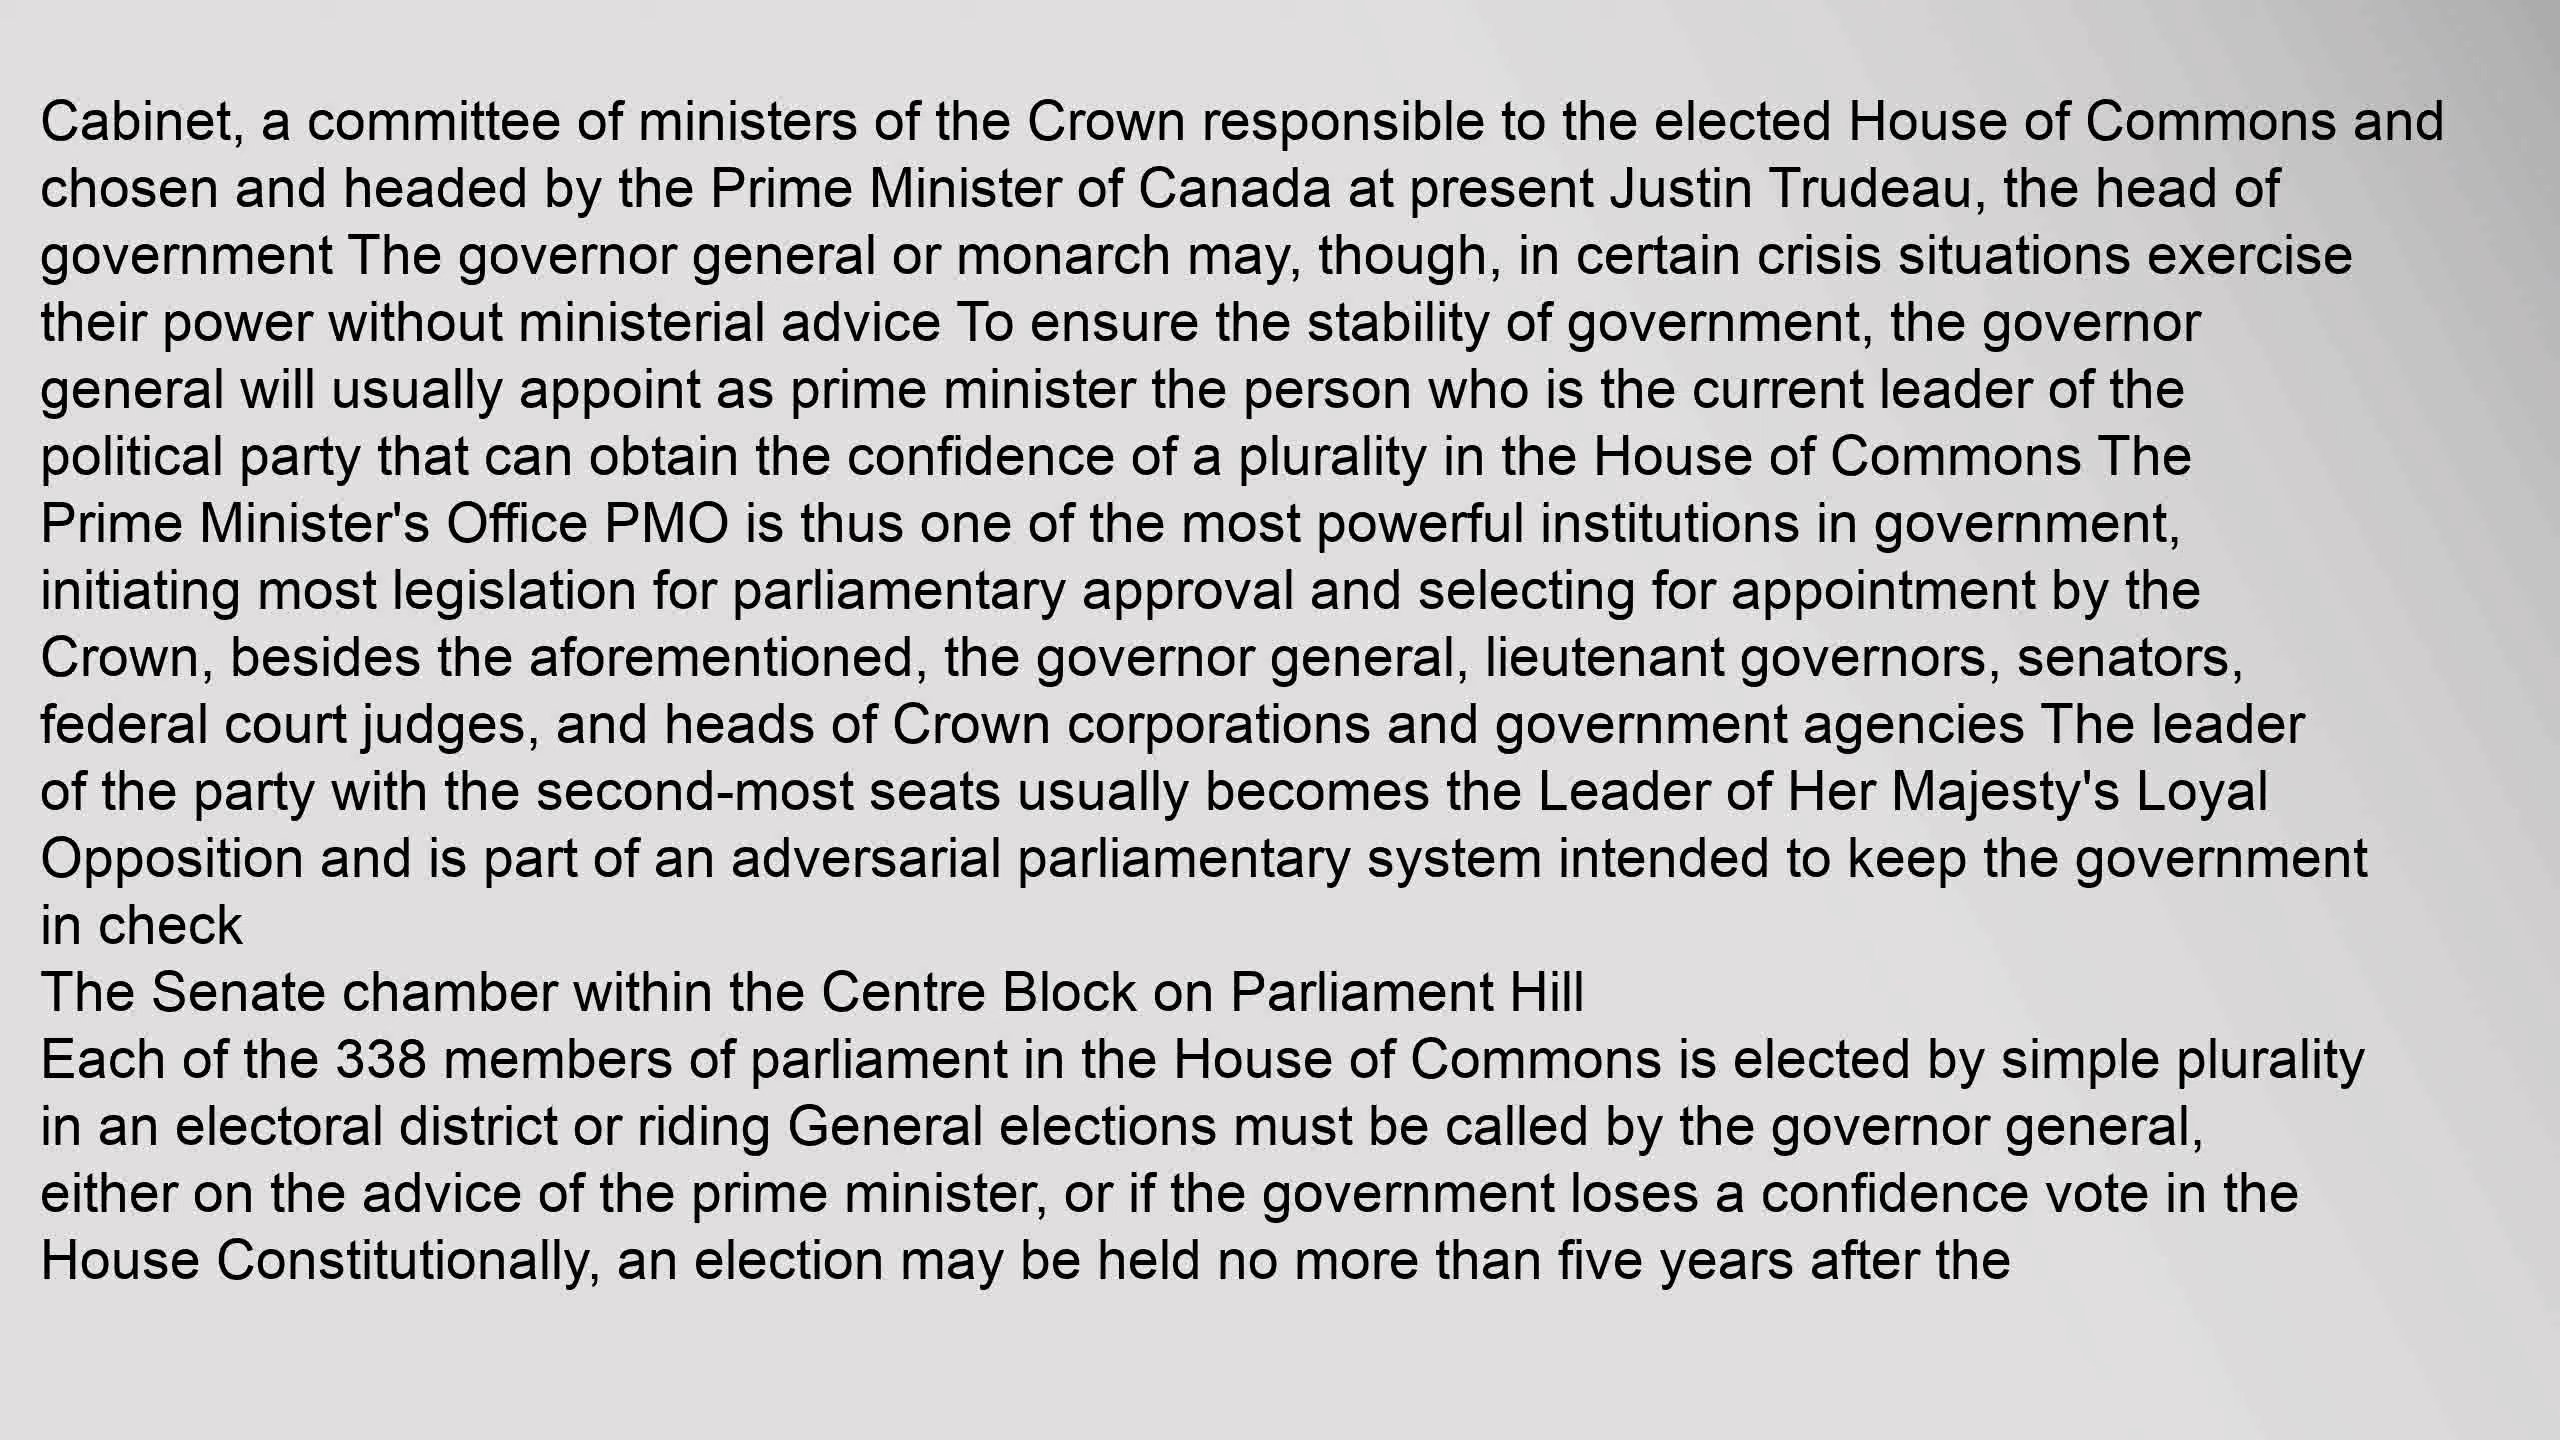 Cabinet, a committee of ministers of the Crown responsible to the elected House of Commons and
chosen and headed by the Prime Minister of Canada at present Justin Trudeau, the head of
government The governor general or monarch may, though, in certain crisis situations exercise
their power without ministerial advice To ensure the stability of government, the governor
general will usually appoint as prime minister the person who is the current leader of the
political party that can obtain the confidence of a plurality in the House of Commons The
Prime Minister's Office PMO is thus one of the most powerful institutions in government,
initiating most legislation for parliamentary approval and selecting for appointment by the
Crown, besides the aforementioned, the governor general, lieutenant governors, senators,
federal court judges, and heads of Crown corporations and government agencies The leader
of the party with the second-most seats usually becomes the Leader of Her Majesty's Loyal
Opposition and is part of an adversarial parliamentary system intended to keep the government
in check
The Senate chamber within the Centre Block on Parliament Hill
Each of the 338 members of parliament in the House of Commons is elected by simple plurality
in an electoral district or riding General elections must be called by the governor general,
either on the advice of the prime minister, or if the government loses a confidence vote in the
House Constitutionally, an election may be held no more than five years after the